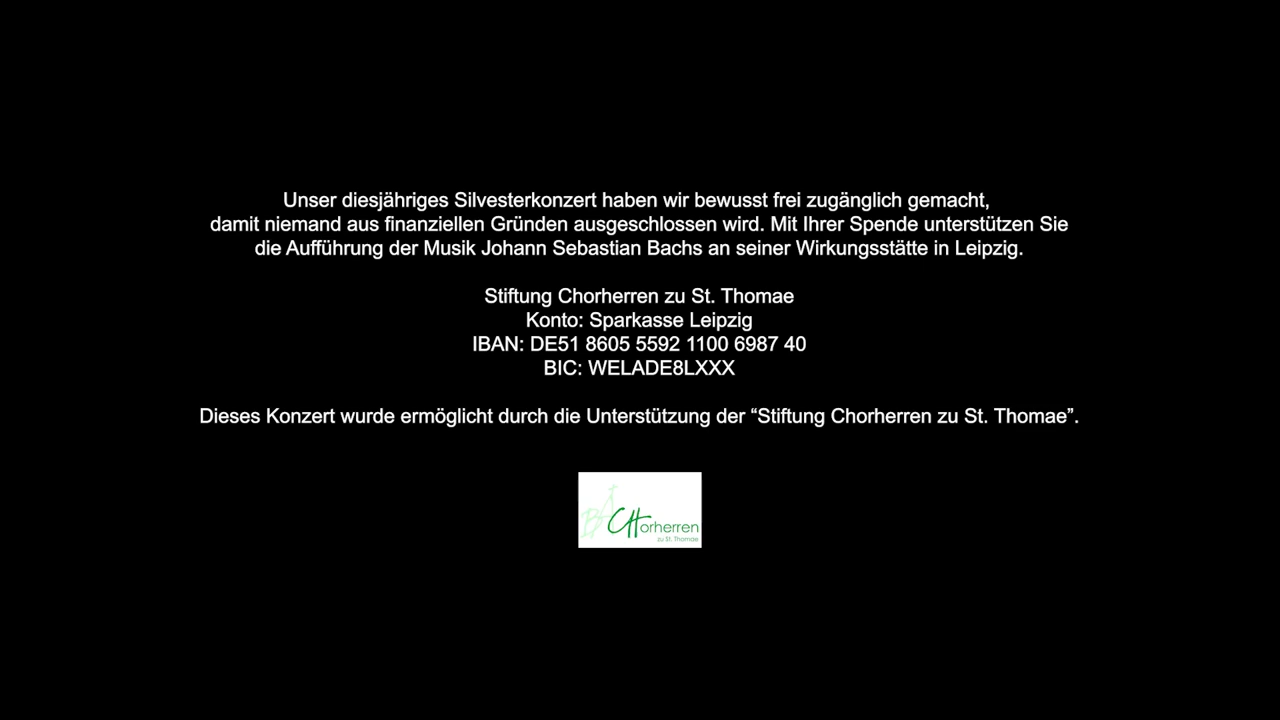 Unser diesjähriges Silvesterkonzert haben wir bewusst frei zugänglich gemacht,
damit niemand aus finanziellen Gründen ausgeschlossen wird. Mit Ihrer Spende unterstützen Sie
die Aufführung der Musik Johann Sebastian Bachs an seiner Wirkungsstätte in Leipzig.
Stiftung Chorherren zu St. Thomae
Konto: Sparkasse Leipzig
IBAN: DE51 8605 5592 1100 6987 40
BIC: WELADE8LXXX
Dieses Konzert wurde ermöglicht durch die Unterstützung der “Stiftung Chorherren zu St. Thomae”.
BACHorherren
zu St. Thomae